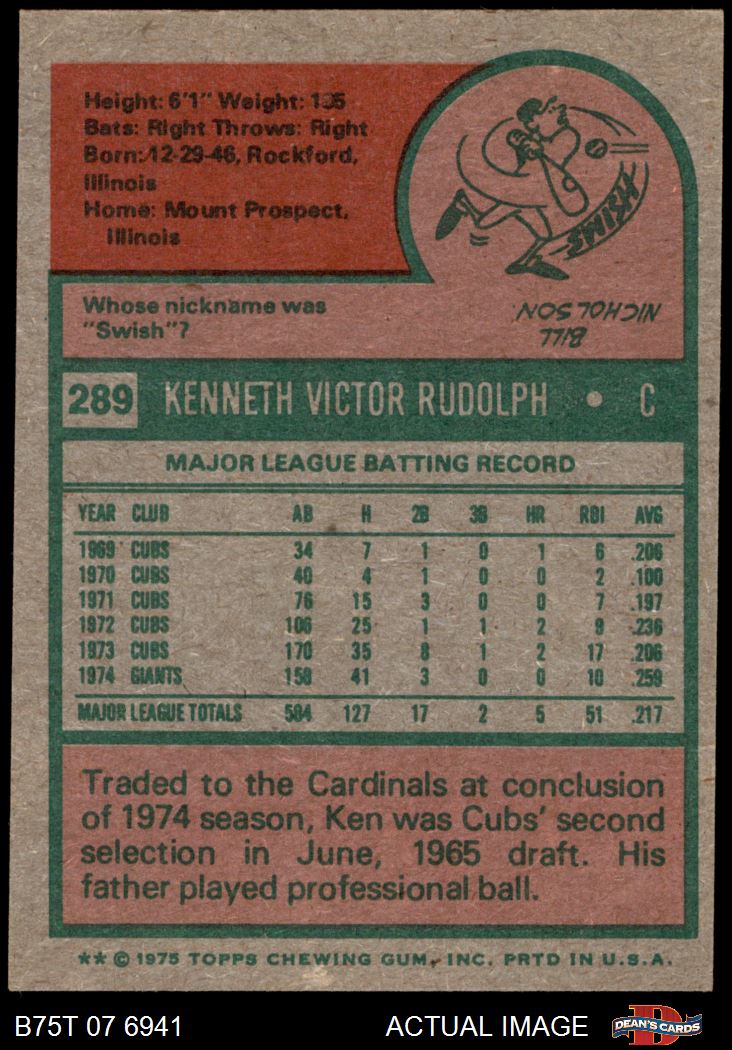 Height: 6'1" Weight: 185
Bats: Right Throws: Right
Born: 12-29-46, Rockford,
Illinois
Home: Mount Prospect,
Illinois
SWISH
Whose nickname was
"Swish"?
BILL
NICHOLSON
289 KENNETH VICTOR RUDOLPH • C
MAJOR LEAGUE BATTING RECORD
YEAR CLUB AB H 2B 3B HR RBI AVG
1969 CUBS 34 7 1 0 1 6 .206
1970 CUBS 40 4 1 0 0 2 .100
1971 CUBS 76 15 3 0 0 7 .197
1972 CUBS 106 25 1 1 2 9 .236
1973 CUBS 170 35 8 1 2 17 .206
1974 GIANTS 158 41 3 0 0 10 .259
MAJOR LEAGUE TOTALS 584 127 17 2 5 51 .217
Traded to the Cardinals at conclusion
of 1974 season, Ken was Cubs' second
selection in June, 1965 draft. His
father played professional ball.
** © 1975 TOPPS CHEWING GUM, INC. PRTD IN U.S.A.
B75T 07 6941 ACTUAL IMAGE
D
DEAN'S CARDS